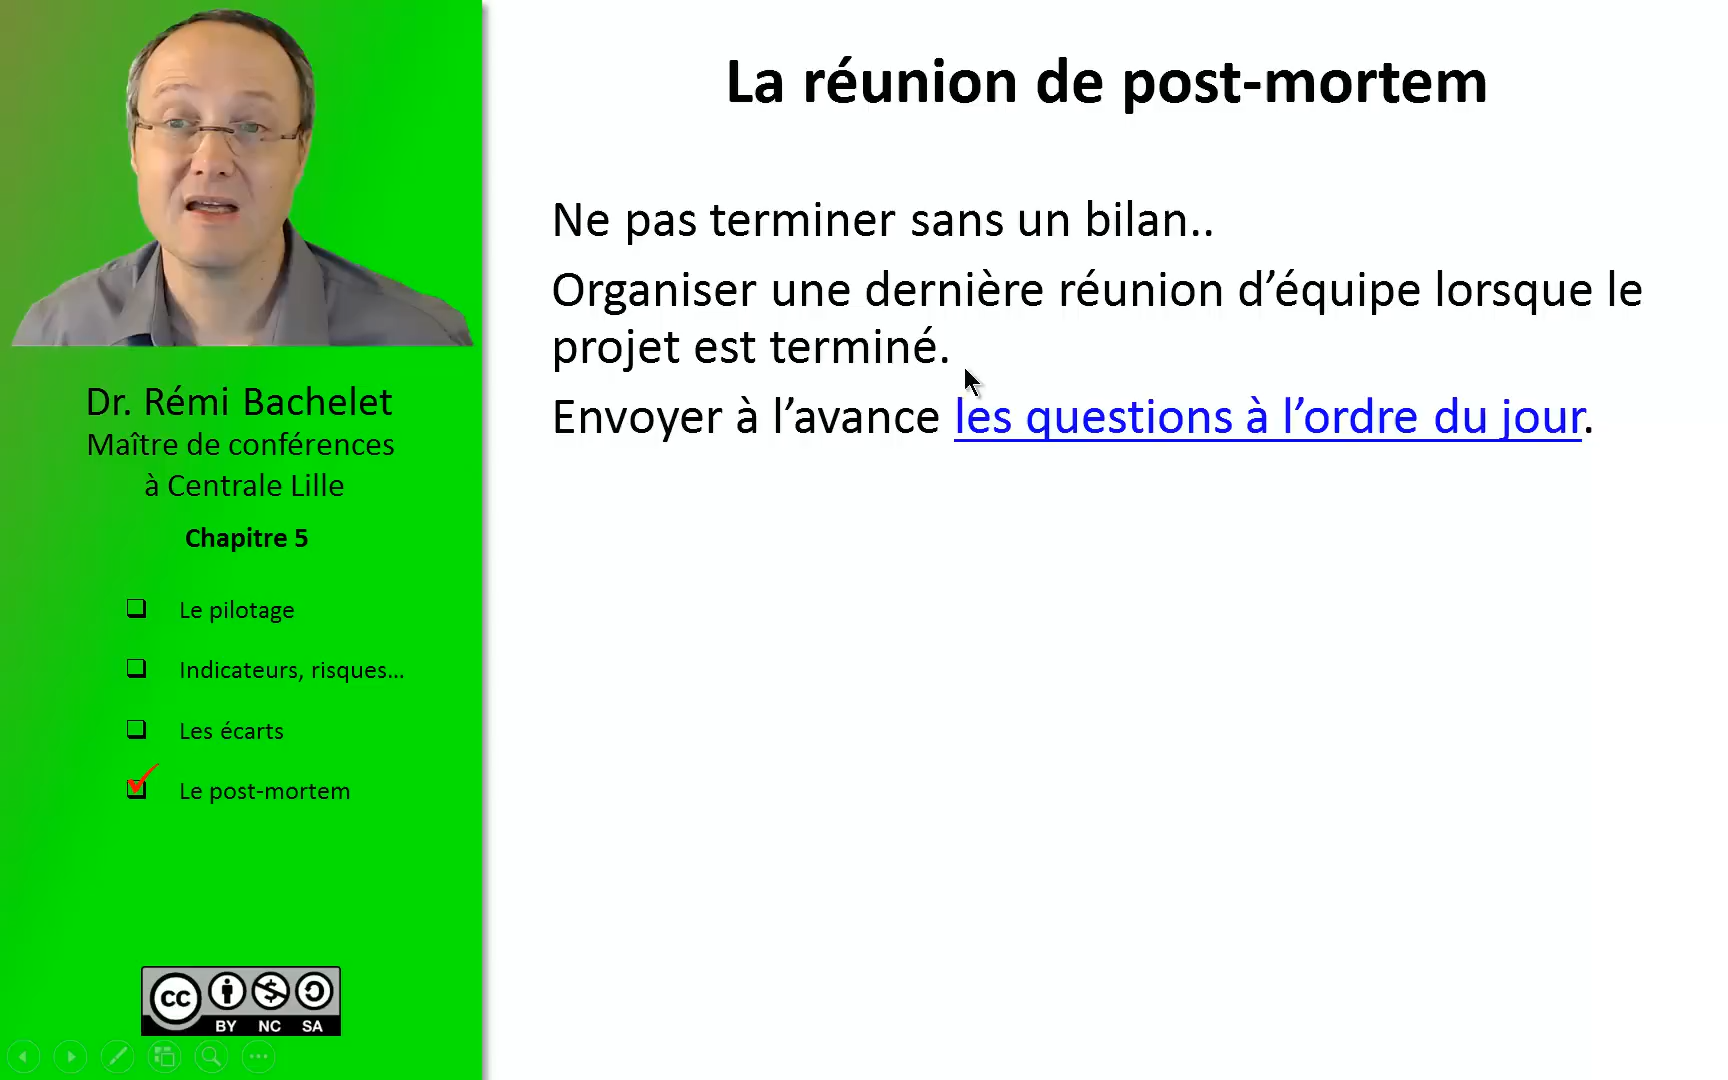 La réunion de post-mortem
Ne pas terminer sans un bilan..
Organiser une dernière réunion d’équipe lorsque le
projet est terminé.
Envoyer à l’avance les questions à l’ordre du jour.
Dr. Rémi Bachelet
Maître de conférences
à Centrale Lille
Chapitre 5
Le pilotage
Indicateurs, risques…
Les écarts
Le post-mortem
cc
BY NC SA